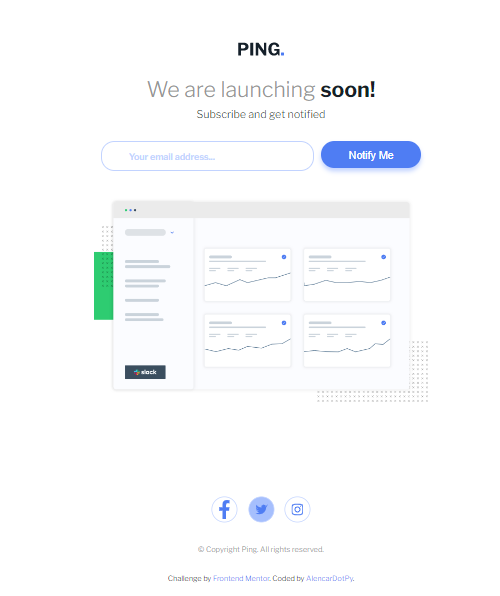 PING.
We are launching soon!
Subscribe and get notified
Your email address...
Notify Me
slack
© Copyright Ping. All rights reserved.
Challenge by Frontend Mentor. Coded by AlencarDotPy.